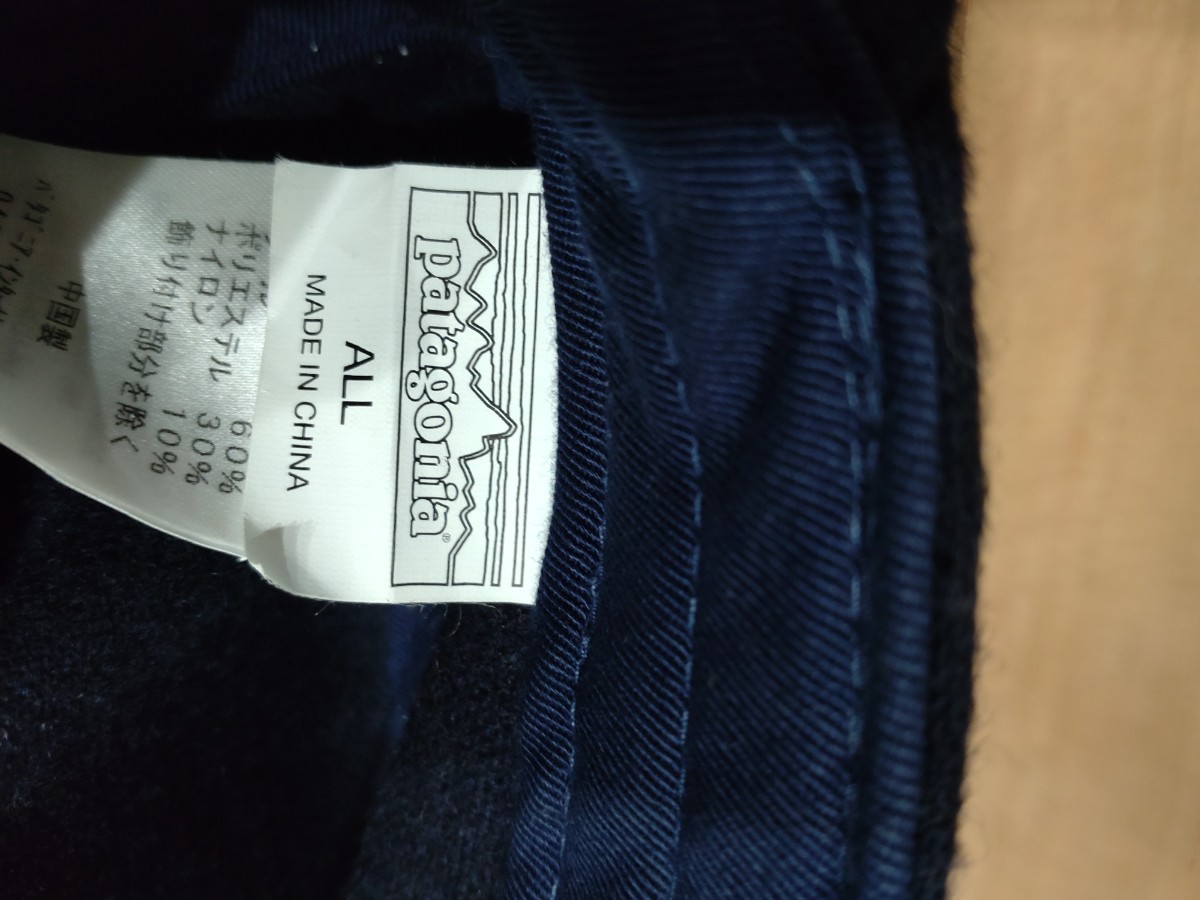 patagonia®
ALL
MADE IN CHINA
60%
ポリエステル 30%
ナイロン 10%
飾り付け部分を除く
中国製